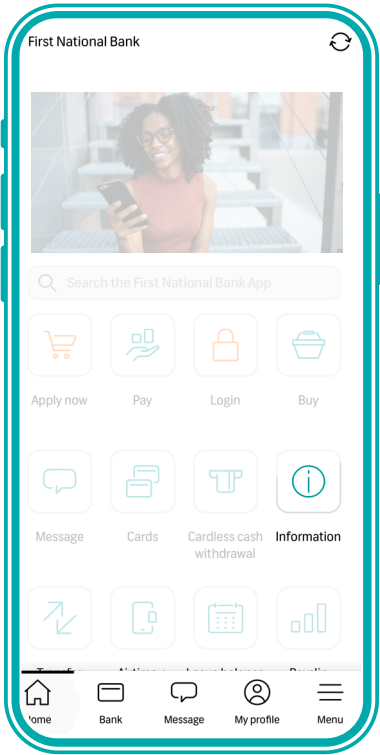 First National Bank
Search the First National Bank App
Apply now
Pay
Login
Buy
Message
Cards
Cardless cash
withdrawal
Information
Home
Bank
Message
My profile
Menu